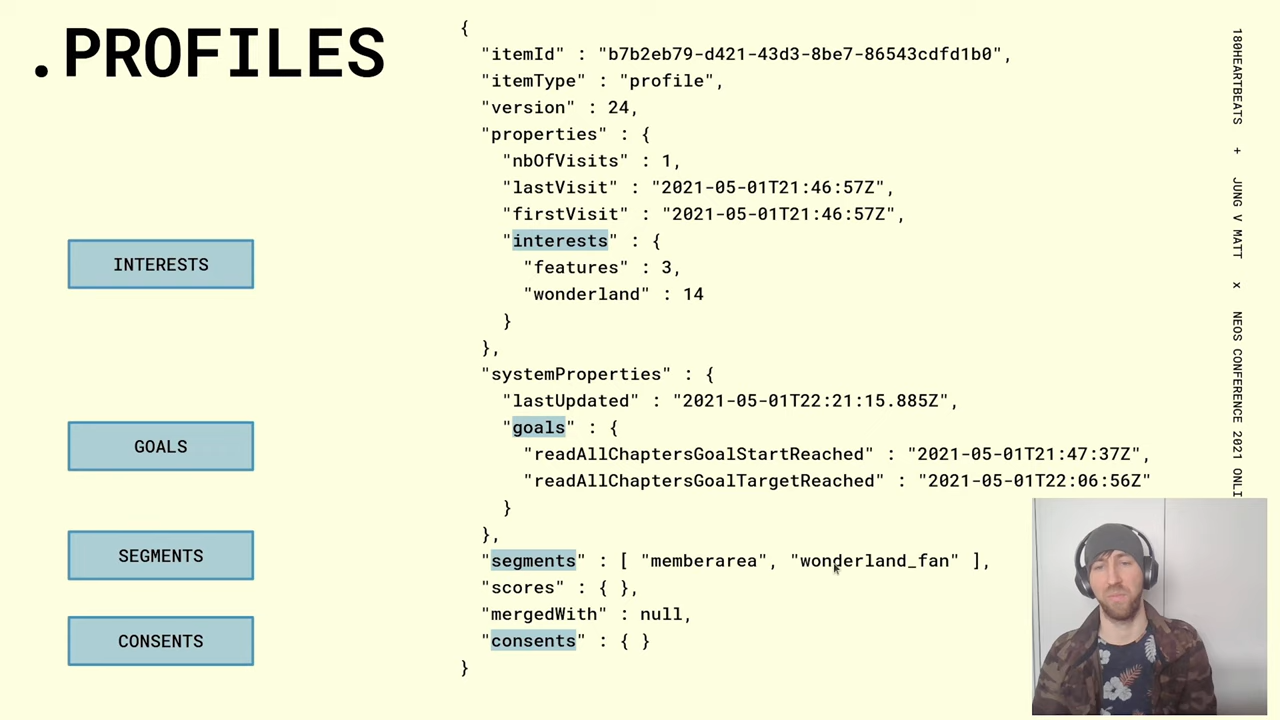 .PROFILES
{
"itemId" : "b7b2eb79-d421-43d3-8be7-86543cdfd1b0",
"itemType" : "profile",
"version" : 24,
"properties" : {
"nbOfVisits" : 1,
"lastVisit" : "2021-05-01T21:46:57Z",
"firstVisit" : "2021-05-01T21:46:57Z",
"interests" : {
"features" : 3,
"wonderland" : 14
}
},
"systemProperties" : {
"lastUpdated" : "2021-05-01T22:21:15.885Z",
"goals" : {
"readAllChaptersGoalStartReached" : "2021-05-01T21:47:37Z",
"readAllChaptersGoalTargetReached" : "2021-05-01T22:06:56Z"
}
},
"segments" : [ "memberarea", "wonderland_fan" ],
"scores" : { },
"mergedWith" : null,
"consents" : { }
}
INTERESTS
GOALS
SEGMENTS
CONSENTS
180HEARTBEATS + JUNG V MATT x NEOS CONFERENCE 2021 ONLI